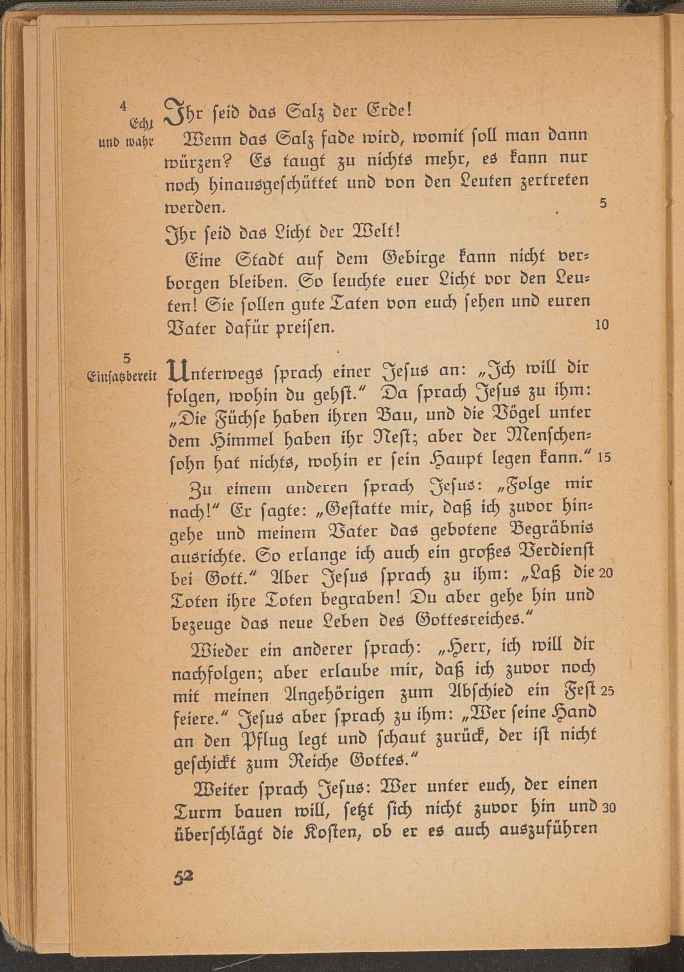 4
Echt
und wahr
Ihr seid das Salz der Erde!
Wenn das Salz fade wird, womit soll man dann
würzen? Es taugt zu nichts mehr, es kann nur
noch hinausgeschüttet und von den Leuten zertreten
werden. 5
Ihr seid das Licht der Welt!
Eine Stadt auf dem Gebirge kann nicht ver-
borgen bleiben. So leuchte euer Licht vor den Leu-
ten! Sie sollen gute Taten von euch sehen und euren
Vater dafür preisen. 10
5
Einsatzbereit
Unterwegs sprach einer Jesus an: „Ich will dir
folgen, wohin du gehst.“ Da sprach Jesus zu ihm:
„Die Füchse haben ihren Bau, und die Vögel unter
dem Himmel haben ihr Nest; aber der Menschen-
sohn hat nichts, wohin er sein Haupt legen kann.“ 15
Zu einem anderen sprach Jesus: „Folge mir
nach!“ Er sagte: „Gestatte mir, daß ich zuvor hin-
gehe und meinem Vater das gebotene Begräbnis
ausrichte. So erlange ich auch ein großes Verdienst
bei Gott.“ Aber Jesus sprach zu ihm: „Laß die 20
Toten ihre Toten begraben! Du aber gehe hin und
bezeuge das neue Leben des Gottesreiches.“
Wieder ein anderer sprach: „Herr, ich will dir
nachfolgen; aber erlaube mir, daß ich zuvor noch
mit meinen Angehörigen zum Abschied ein Fest 25
feiere.“ Jesus aber sprach zu ihm: „Wer seine Hand
an den Pflug legt und schaut zurück, der ist nicht
geschickt zum Reiche Gottes.“
Weiter sprach Jesus: Wer unter euch, der einen
Turm bauen will, setzt sich nicht zuvor hin und 30
überschlägt die Kosten, ob er es auch auszuführen
52